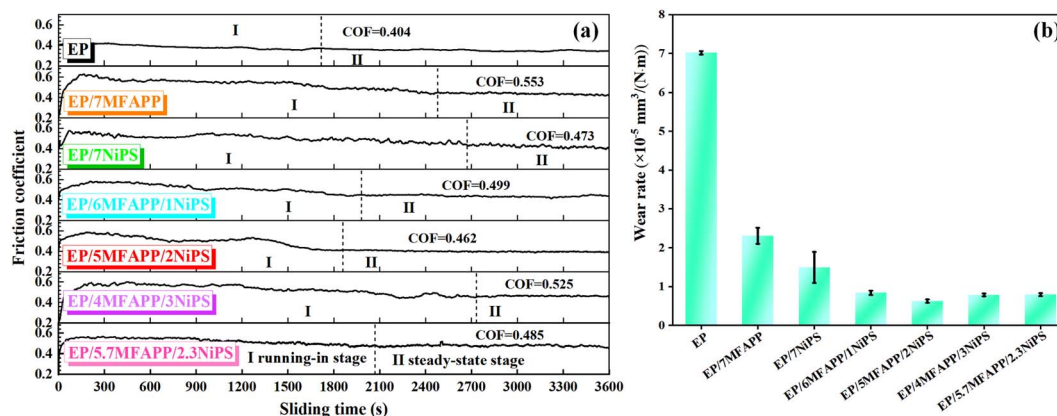 (a)
Friction coefficient
0.6
0.4
0.2
EP
I
COF=0.404
II
0.6
0.4
0.2
EP/7MFAPP
I
COF=0.553
II
0.6
0.4
0.2
EP/7NiPS
I
COF=0.473
II
0.6
0.4
0.2
EP/6MFAPP/1NiPS
I
COF=0.499
II
0.6
0.4
0.2
EP/5MFAPP/2NiPS
I
COF=0.462
II
0.6
0.4
0.2
EP/4MFAPP/3NiPS
I
COF=0.525
II
0.6
0.4
0.2
EP/5.7MFAPP/2.3NiPS
COF=0.485
I running-in stage
II steady-state stage
0 300 600 900 1200 1500 1800 2100 2400 2700 3000 3300 3600
Sliding time (s)
(b)
Wear rate (×10⁻⁵ mm³/(N·m))
8
7
6
5
4
3
2
1
0
EP
EP/7MFAPP
EP/7NiPS
EP/6MFAPP/1NiPS
EP/5MFAPP/2NiPS
EP/4MFAPP/3NiPS
EP/5.7MFAPP/2.3NiPS